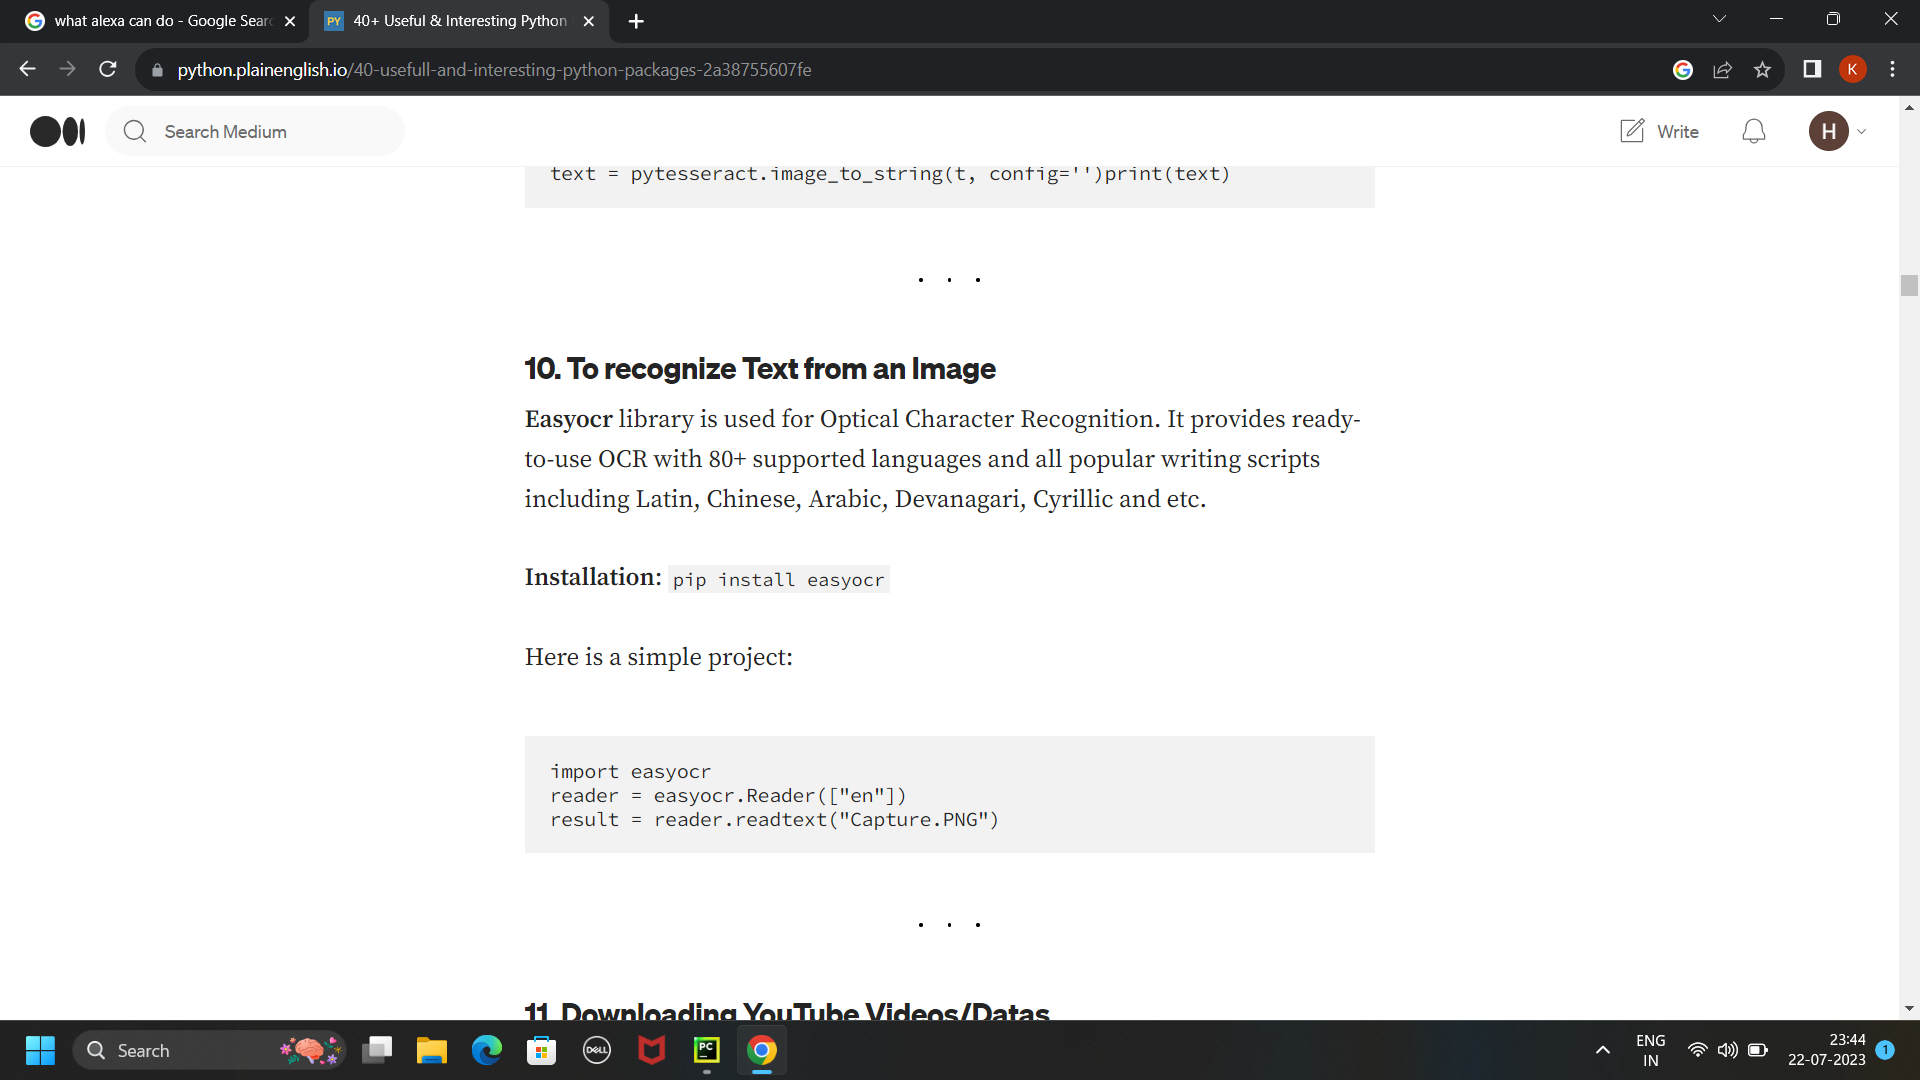 what alexa can do - Google Sear
40+ Useful & Interesting Python
python.plainenglish.io/40-usefull-and-interesting-python-packages-2a38755607fe
K
Search Medium
Write
H
text = pytesseract.image_to_string(t, config='')print(text)
. . .
10. To recognize Text from an Image
Easyocr library is used for Optical Character Recognition. It provides ready-
to-use OCR with 80+ supported languages and all popular writing scripts
including Latin, Chinese, Arabic, Devanagari, Cyrillic and etc.
Installation: pip install easyocr
Here is a simple project:
import easyocr
reader = easyocr.Reader(["en"])
result = reader.readtext("Capture.PNG")
. . .
11. Downloading YouTube Videos/Datas
Search
DELL
PC
ENG
IN
23:44
22-07-2023
1